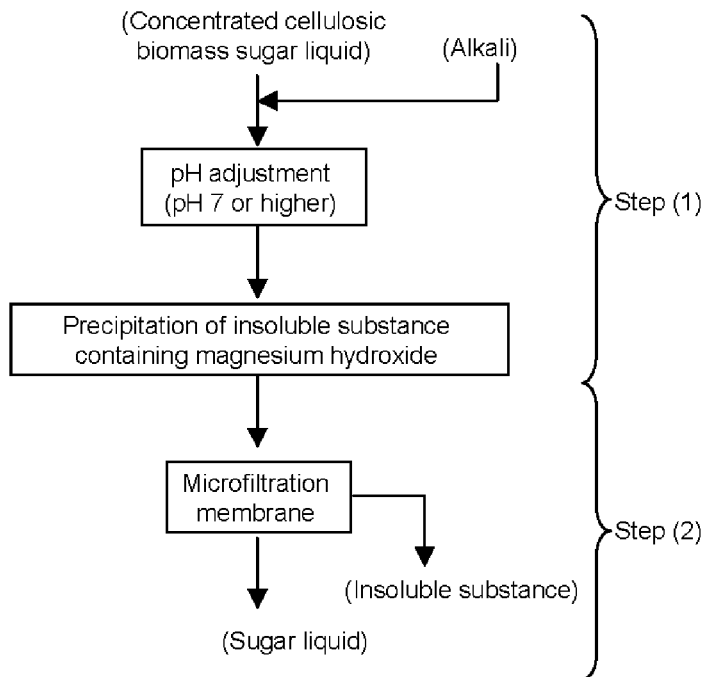 (Concentrated cellulosic
biomass sugar liquid)
(Alkali)
pH adjustment
(pH 7 or higher)
Step (1)
Precipitation of insoluble substance
containing magnesium hydroxide
Microfiltration
membrane
Step (2)
(Insoluble substance)
(Sugar liquid)